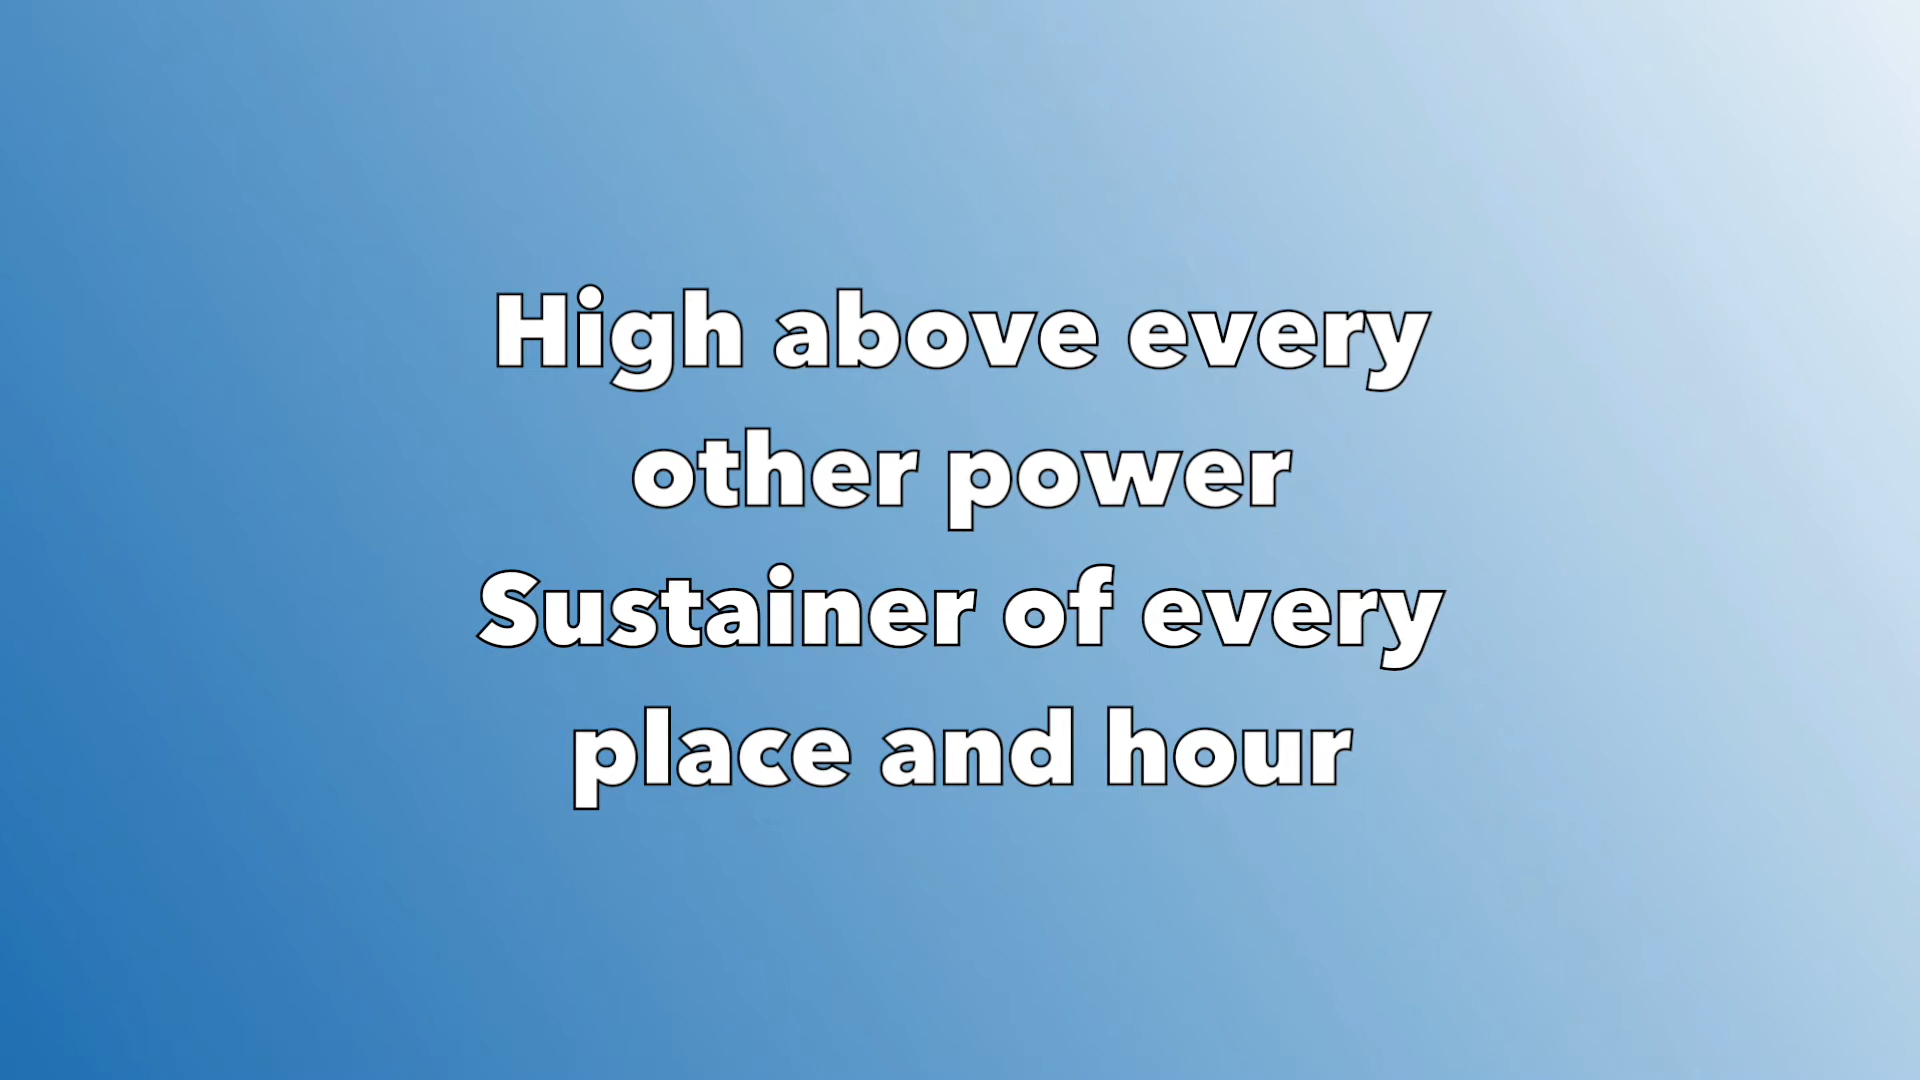 High above every
other power
Sustainer of every
place and hour